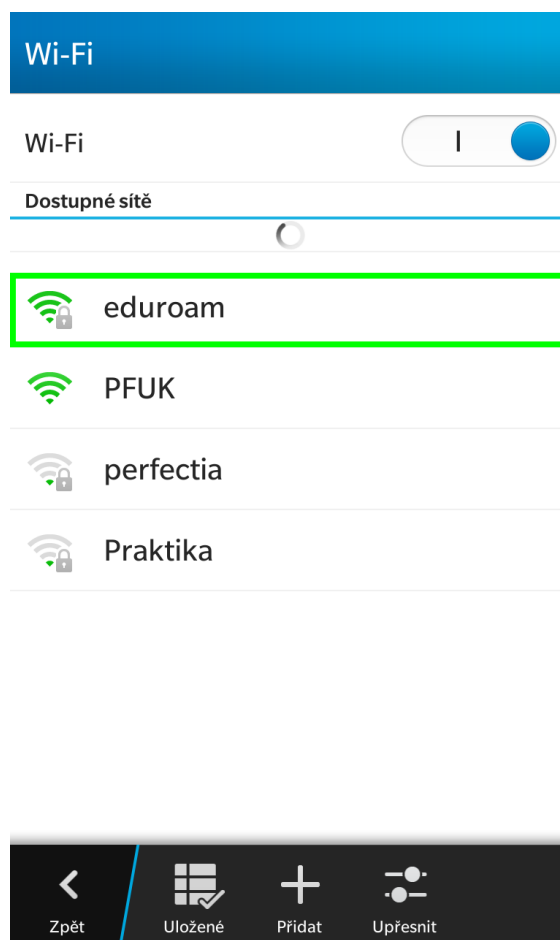 Wi-Fi
Wi-Fi
Dostupné sítě
eduroam
PFUK
perfectia
Praktika
Zpět Uložené Přidat Upřesnit